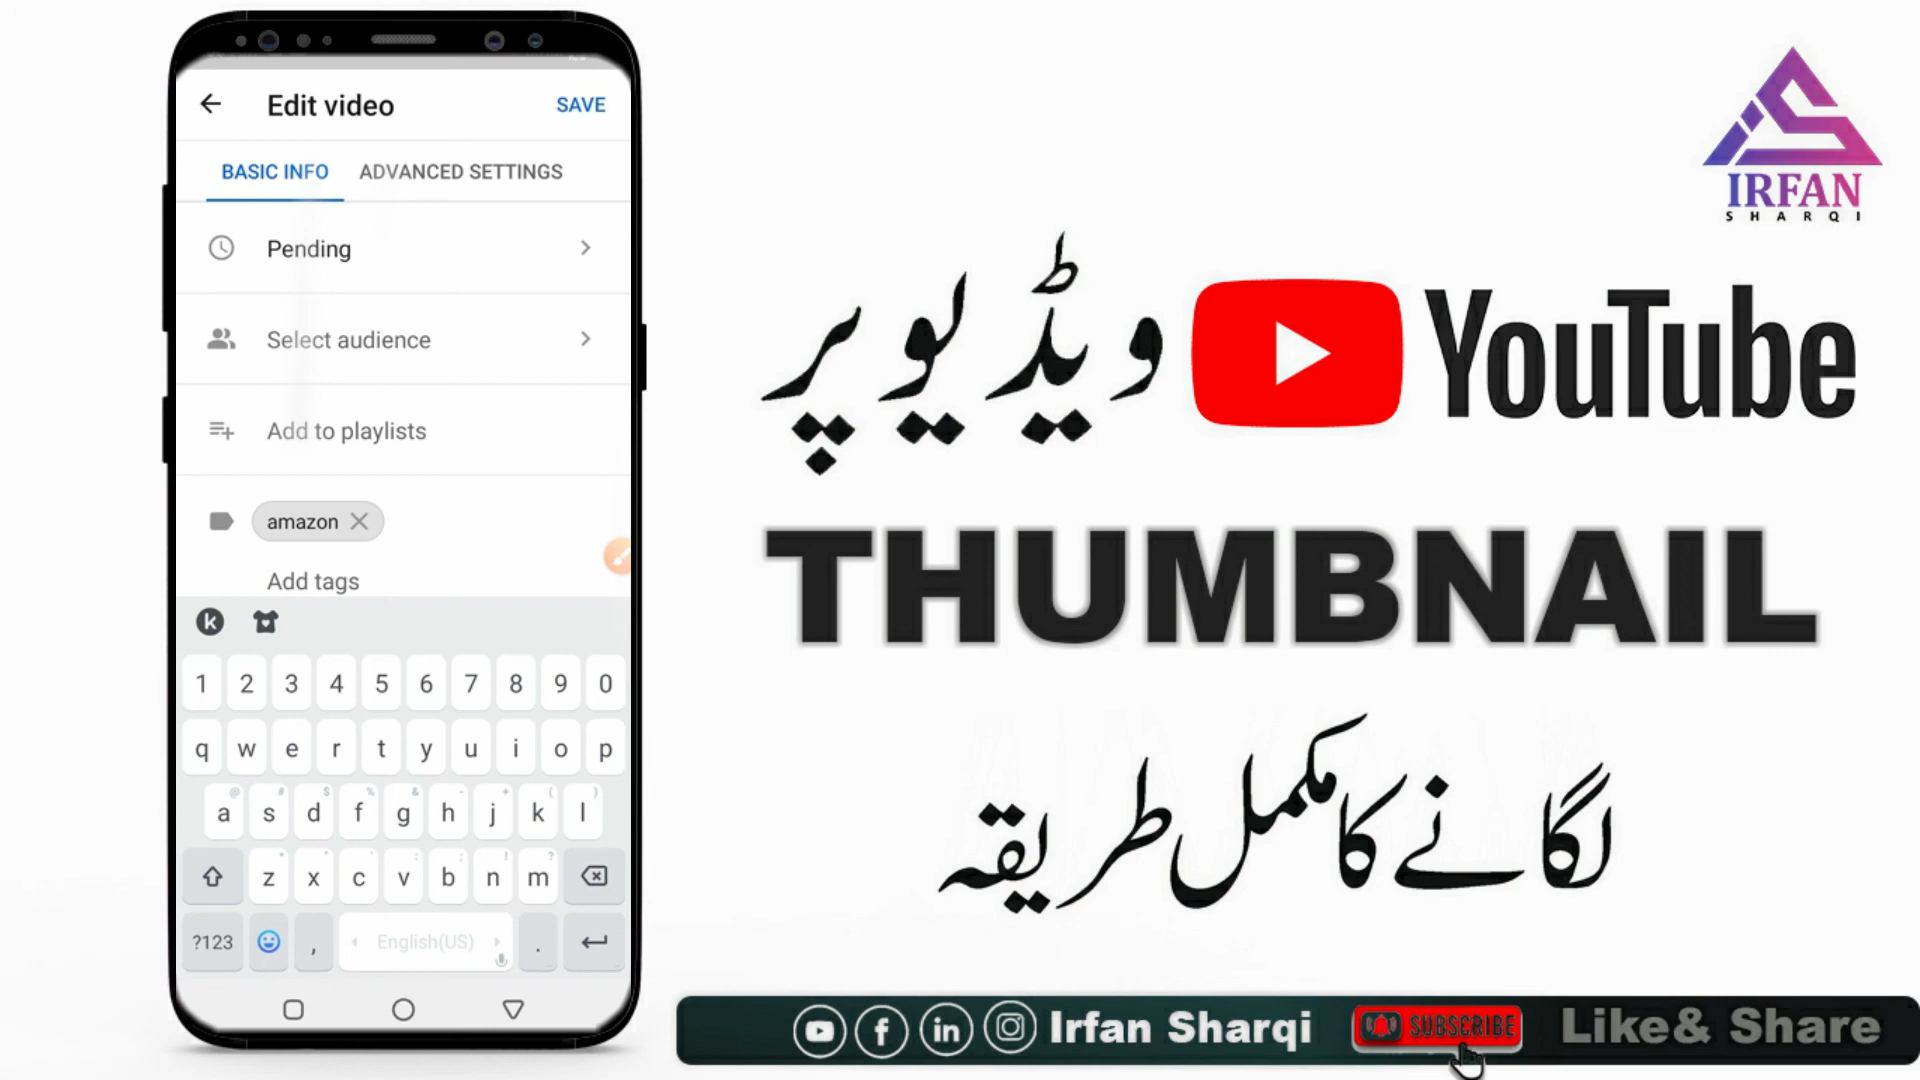 Edit video
SAVE
BASIC INFO
ADVANCED SETTINGS
Pending
Select audience
Add to playlists
amazon
Add tags
k
1 2 3 4 5 6 7 8 9 0
q w e r t y u i o p
a s d f g h j k l
z x c v b n m
?123 , English(US) .
IRFAN
SHARQI
YouTube ویڈیو پر
THUMBNAIL
لگانے کا مکمل طریقہ
Irfan Sharqi
SUBSCRIBE
Like& Share